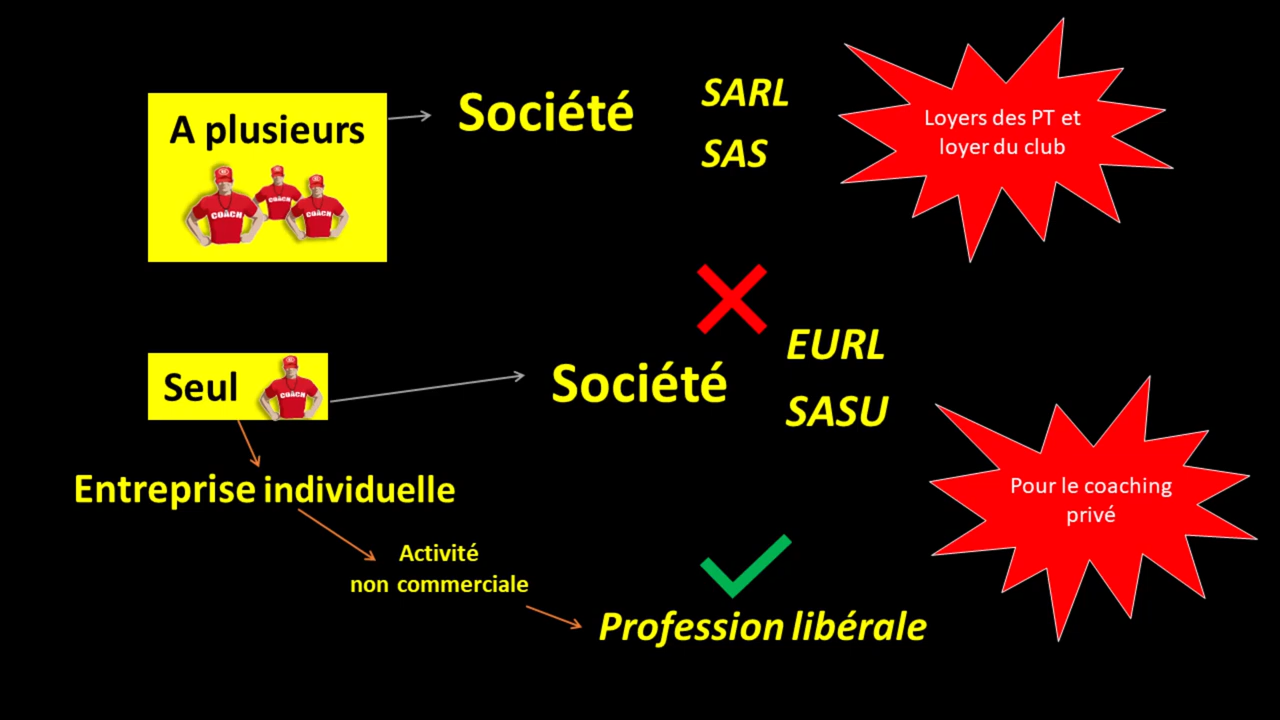 A plusieurs
COACH
COACH
COACH
Société
SARL
SAS
Loyers des PT et
loyer du club
Seul
COACH
Société
EURL
SASU
Entreprise individuelle
Activité
non commerciale
Profession libérale
Pour le coaching
privé